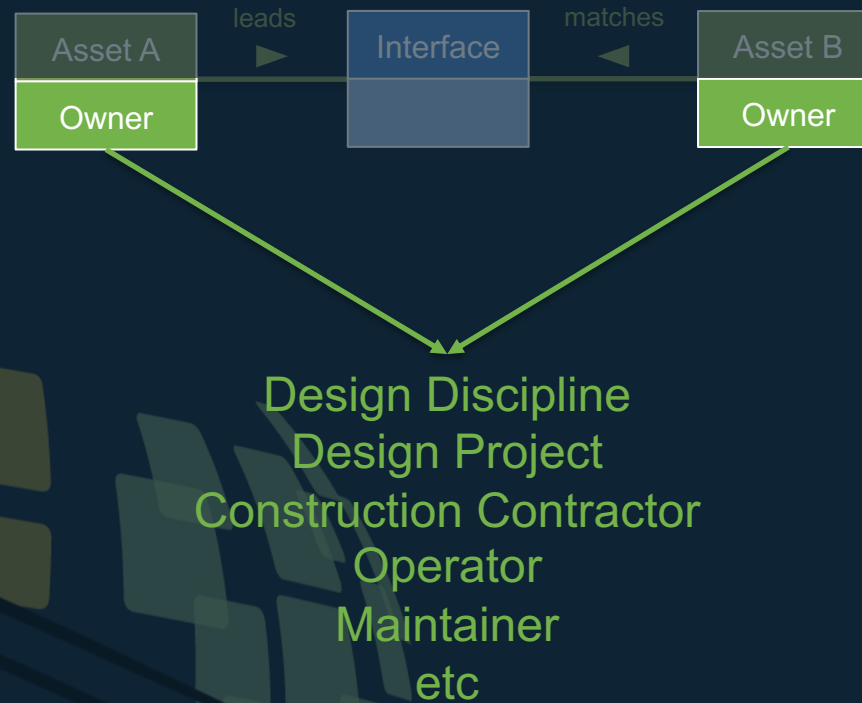 leads
matches
Asset A
Interface
Asset B
Owner
Owner
Design Discipline
Design Project
Construction Contractor
Operator
Maintainer
etc